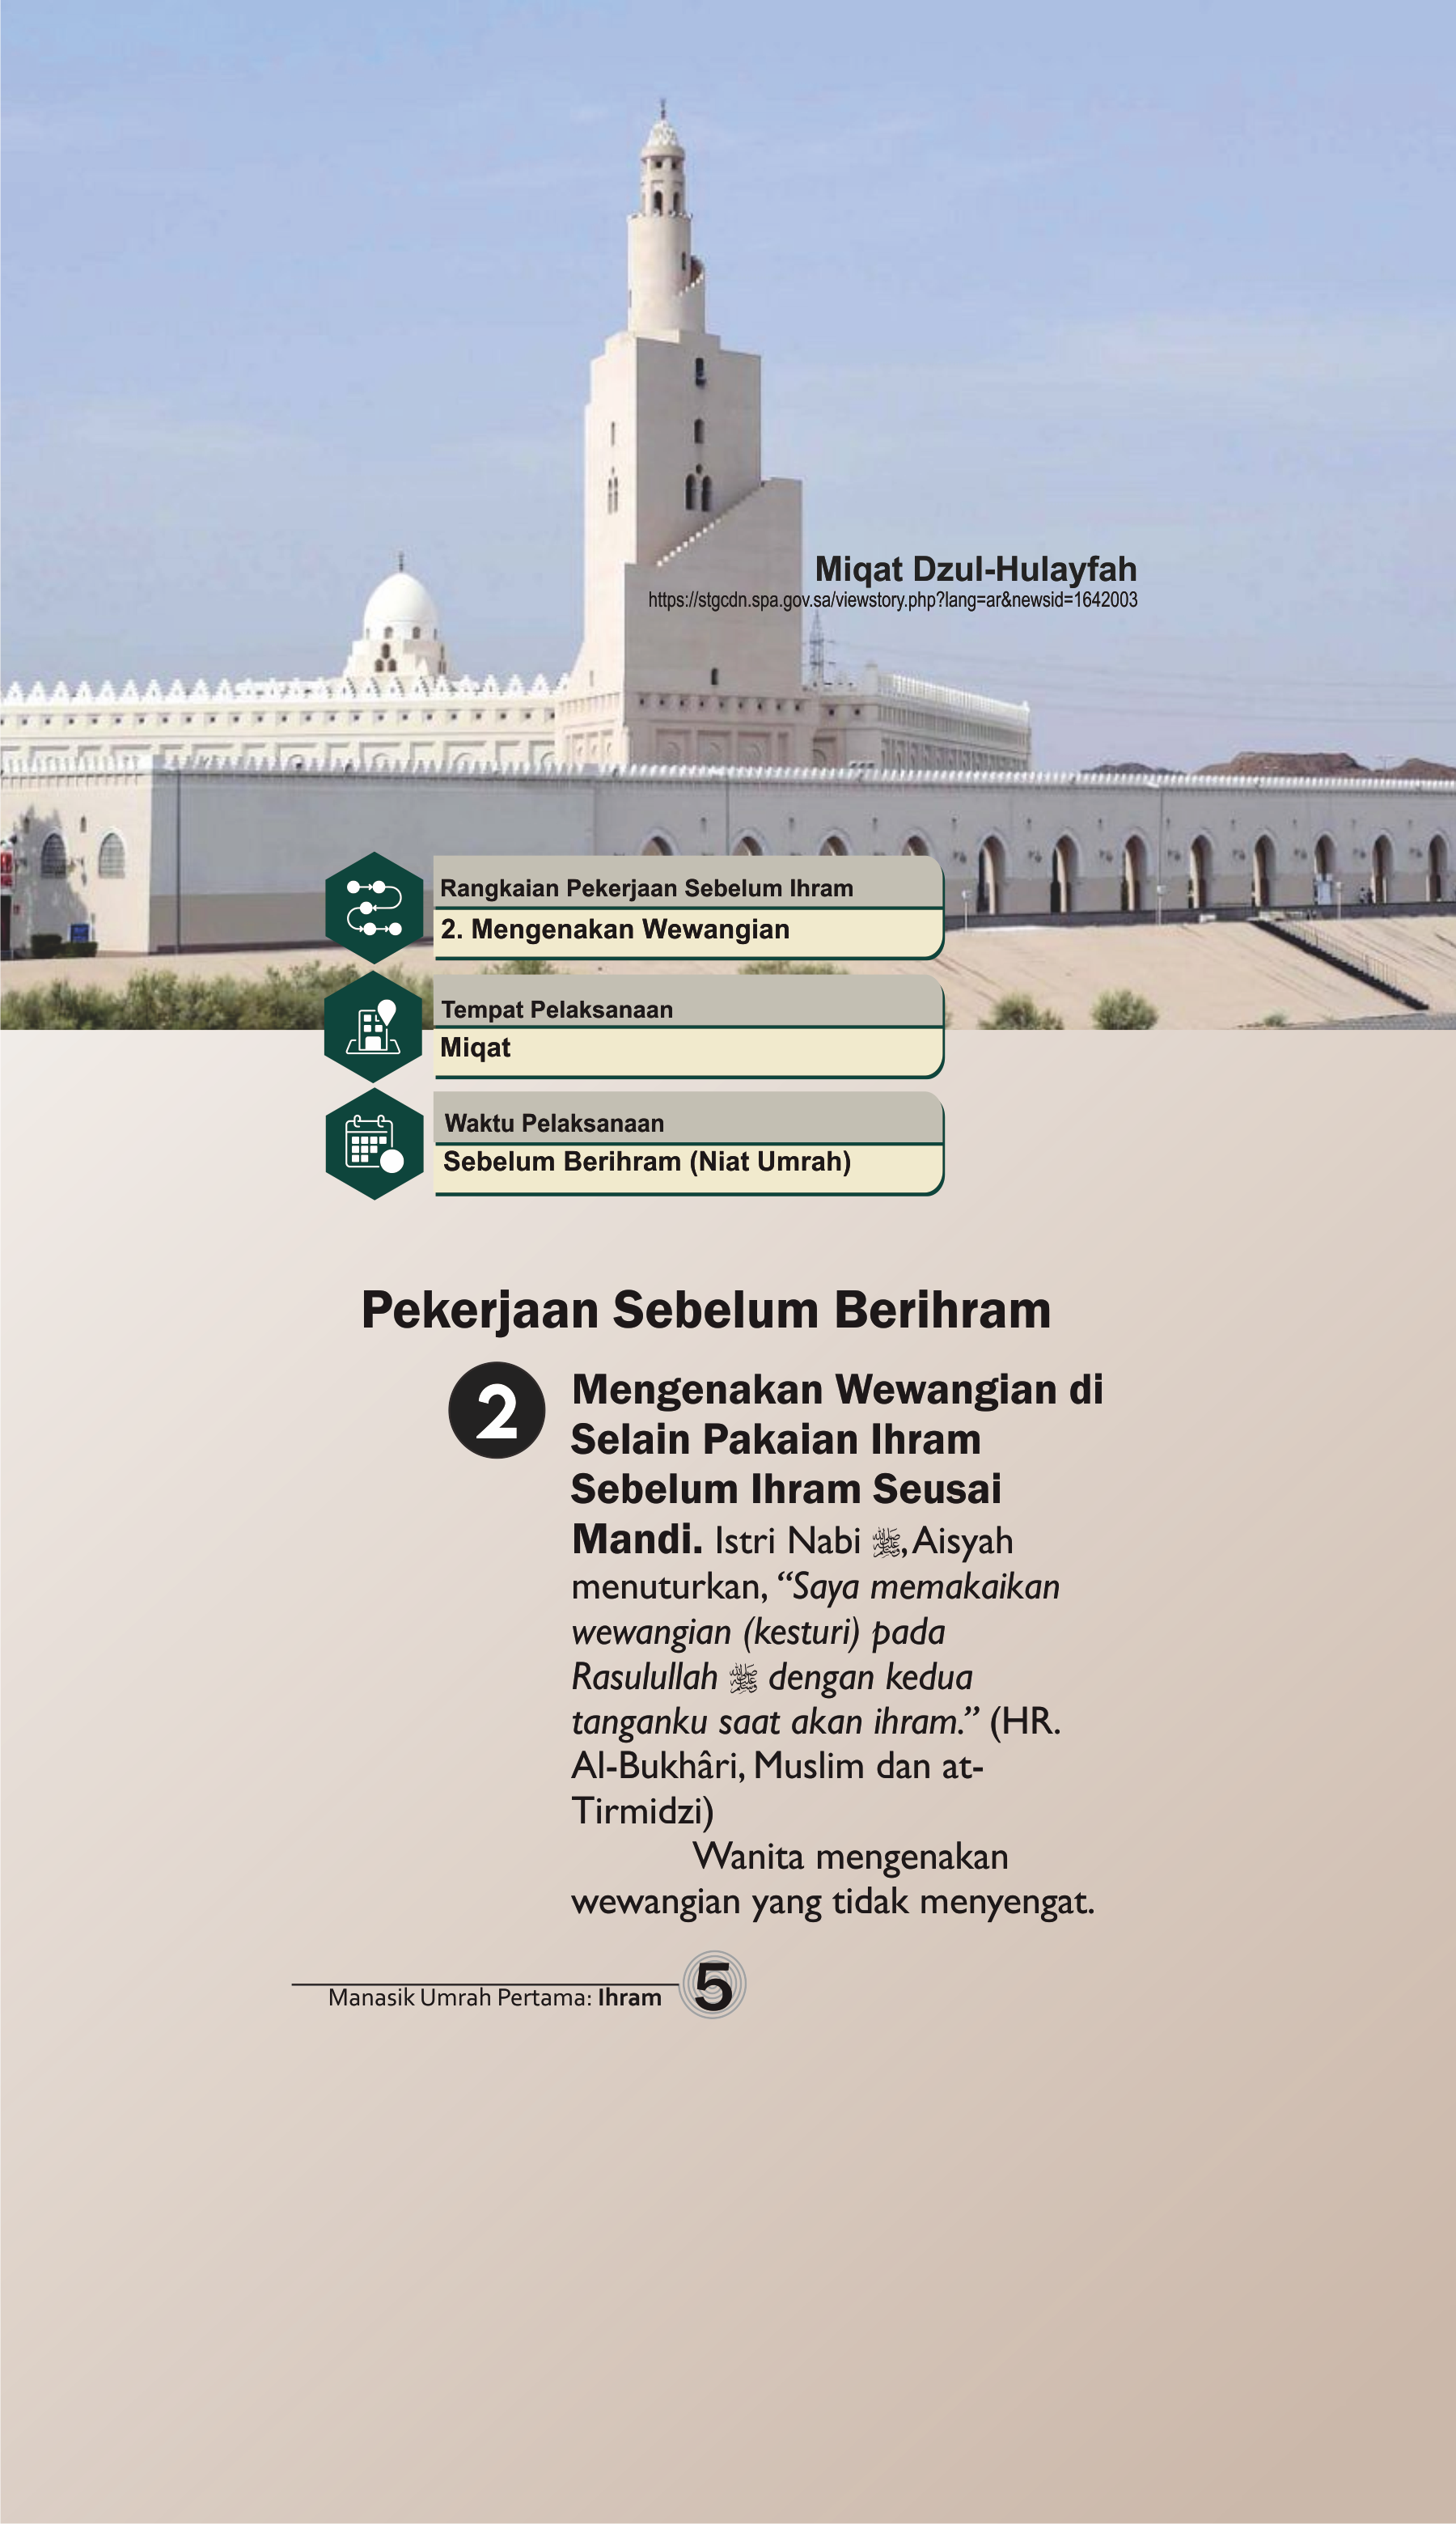 Miqat Dzul-Hulayfah
https://stgcdn.spa.gov.sa/viewstory.php?lang=ar&newsid=1642003
Rangkaian Pekerjaan Sebelum Ihram
2. Mengenakan Wewangian
Tempat Pelaksanaan
Miqat
Waktu Pelaksanaan
Sebelum Berihram (Niat Umrah)
Pekerjaan Sebelum Berihram
2
Mengenakan Wewangian di
Selain Pakaian Ihram
Sebelum Ihram Seusai
Mandi. Istri Nabi ﷺ, Aisyah
menuturkan, “Saya memakaikan
wewangian (kesturi) pada
Rasulullah ﷺ dengan kedua
tanganku saat akan ihram.” (HR.
Al-Bukhâri, Muslim dan at-
Tirmidzi)
Wanita mengenakan
wewangian yang tidak menyengat.
Manasik Umrah Pertama: Ihram
5